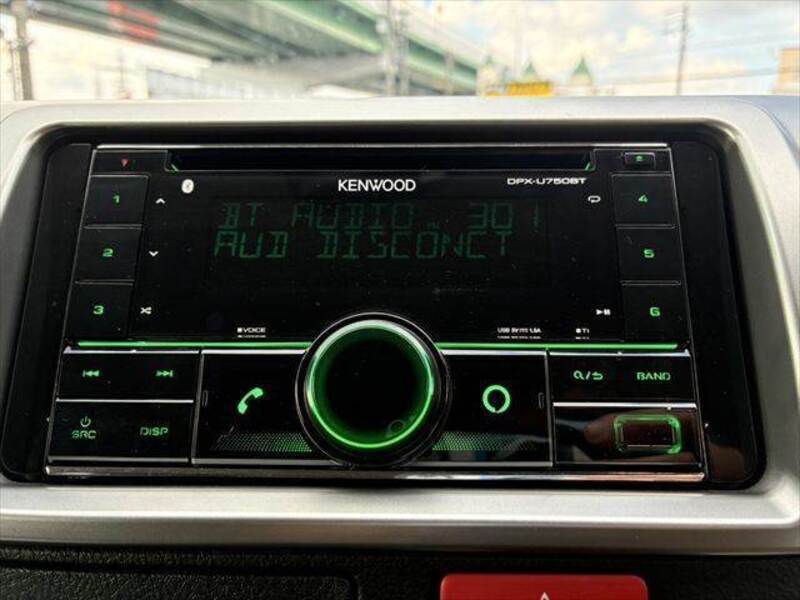 KENWOOD
DPX-U750BT
1
4
BT AUDIO 301
AUD DISCONCT
2
5
3
6
VOICE
USB 5V 1.5A
BAND
SRC
DISP